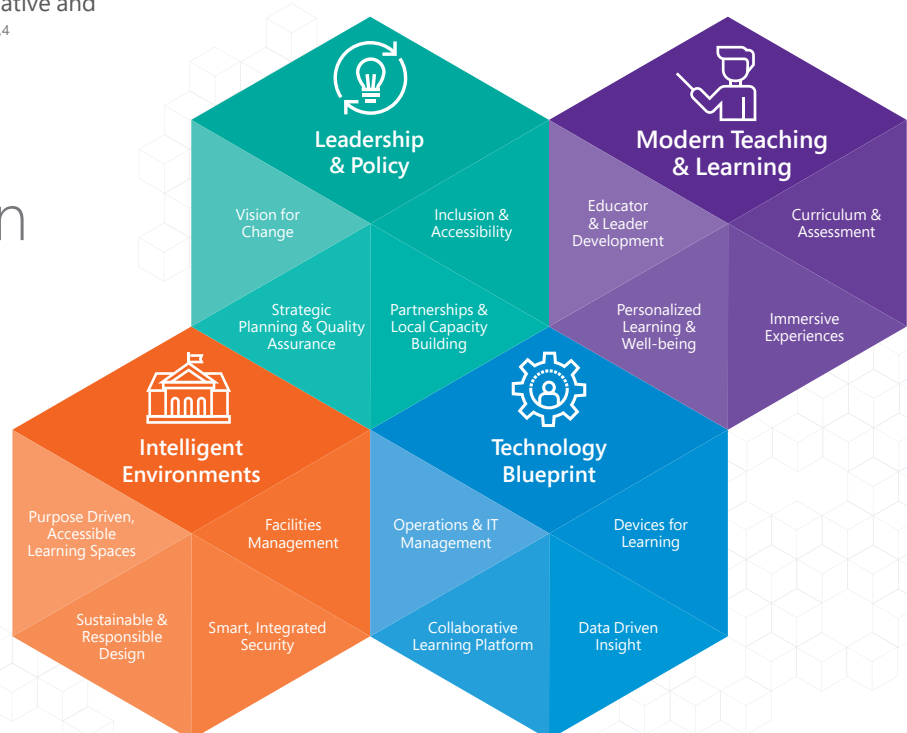 ative and
4
n
Leadership
& Policy
Vision for
Change
Inclusion &
Accessibility
Strategic
Planning & Quality
Assurance
Partnerships &
Local Capacity
Building
Modern Teaching
& Learning
Educator
& Leader
Development
Curriculum &
Assessment
Personalized
Learning &
Well-being
Immersive
Experiences
Intelligent
Environments
Purpose Driven,
Accessible
Learning Spaces
Facilities
Management
Sustainable &
Responsible
Design
Smart, Integrated
Security
Technology
Blueprint
Operations & IT
Management
Devices for
Learning
Collaborative
Learning Platform
Data Driven
Insight